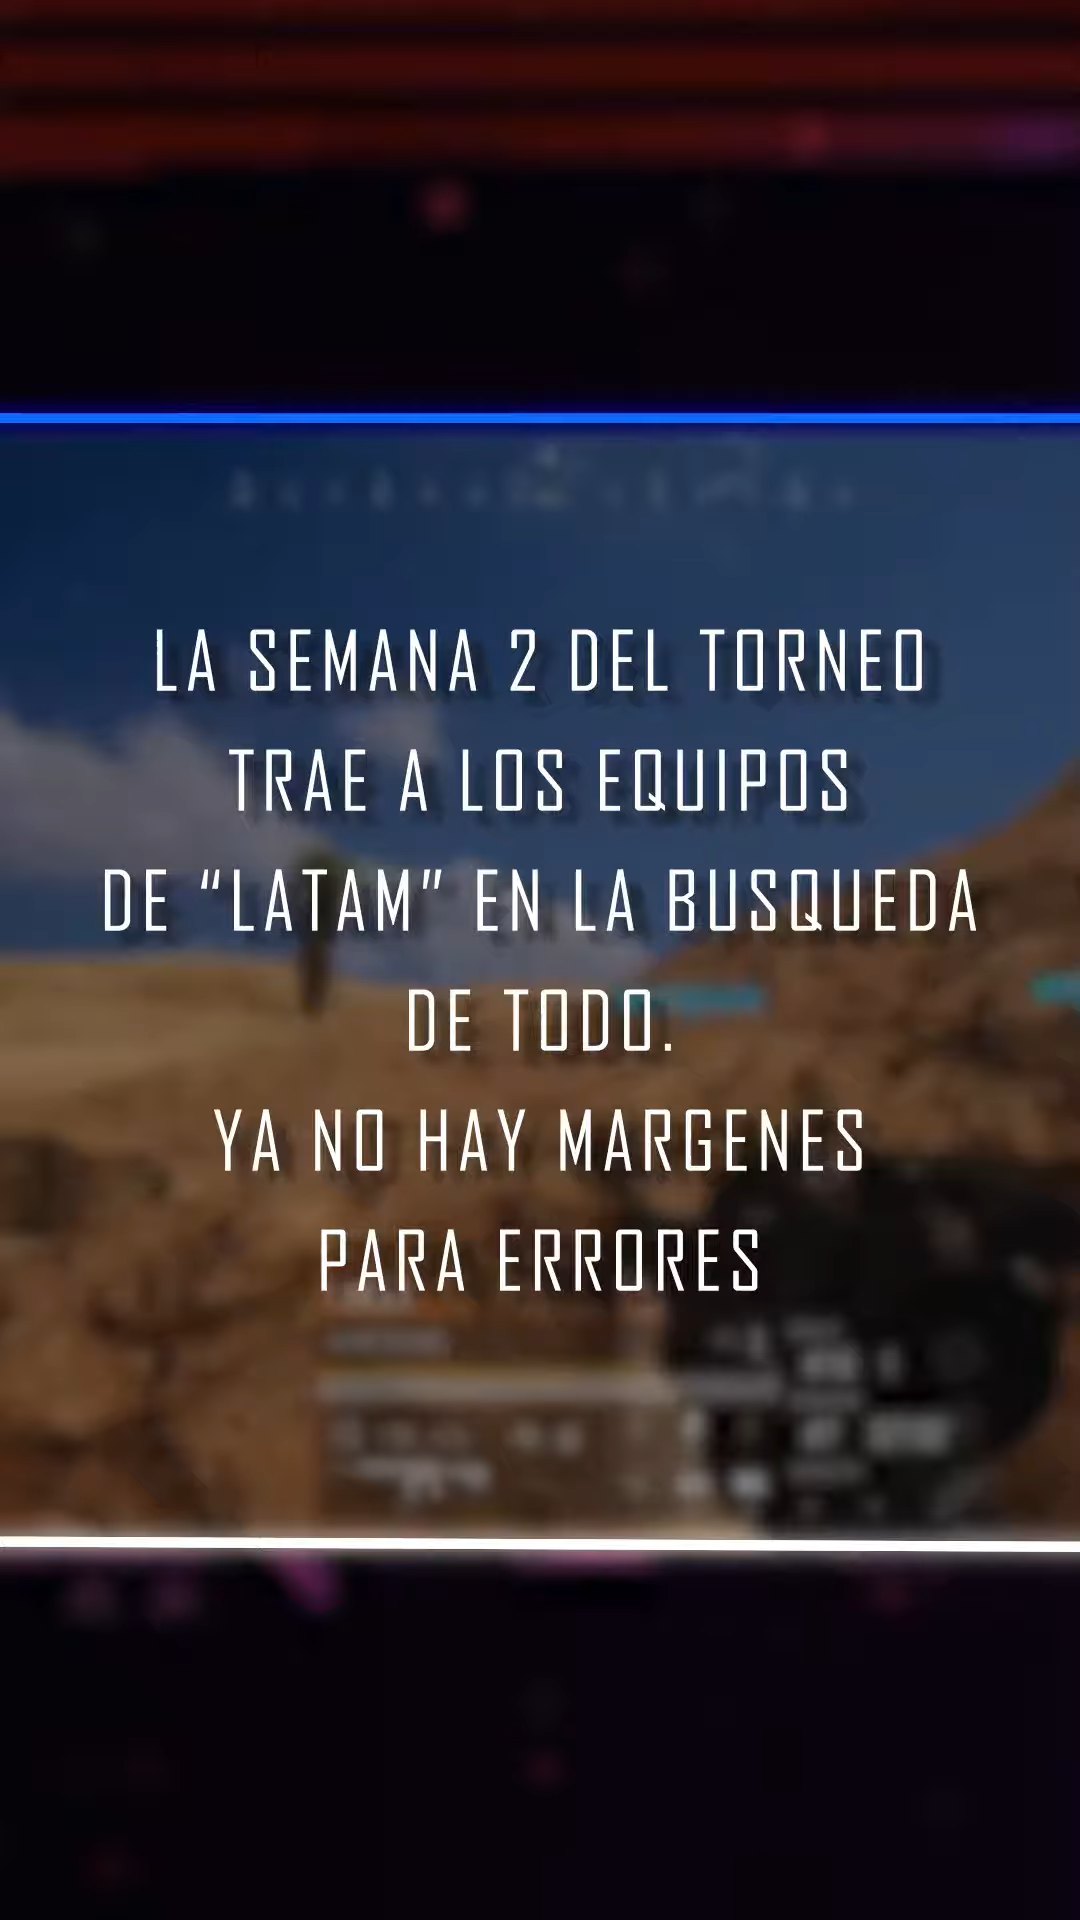 LA SEMANA 2 DEL TORNEO
TRAE A LOS EQUIPOS
DE “LATAM” EN LA BUSQUEDA
DE TODO.
YA NO HAY MARGENES
PARA ERRORES